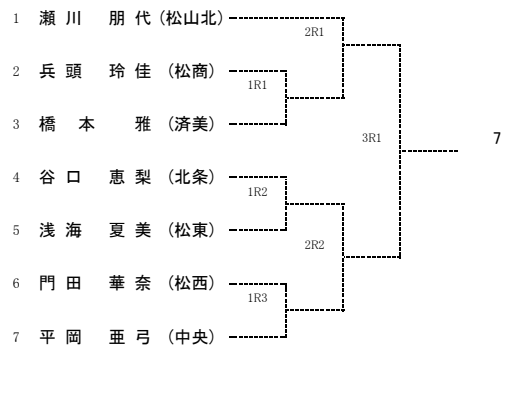 1 瀬川 朋代（松山北）
2R1
2 兵頭 玲佳（松商）
1R1
3 橋本 雅（済美）
3R1
7
4 谷口 恵梨（北条）
1R2
5 浅海 夏美（松東）
2R2
6 門田 華奈（松西）
1R3
7 平岡 亜弓（中央）